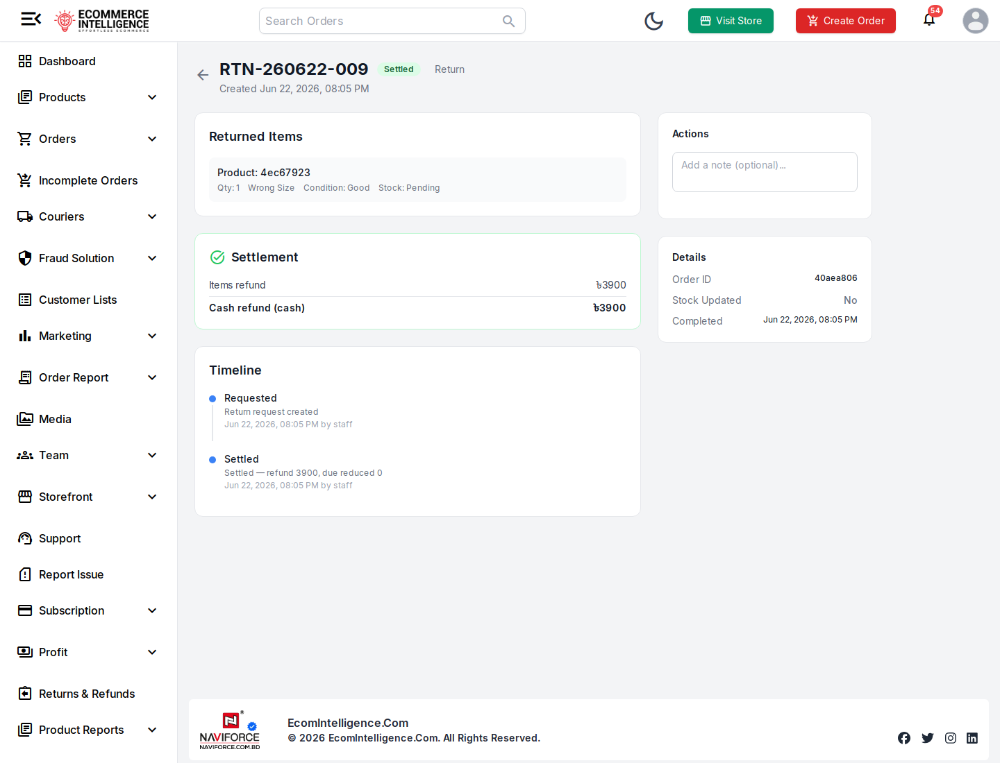 ECOMMERCE
INTELLIGENCE
EFFORTLESS ECOMMERCE
Search Orders
Visit Store
Create Order
54
Dashboard
Products
Orders
Incomplete Orders
Couriers
Fraud Solution
Customer Lists
Marketing
Order Report
Media
Team
Storefront
Support
Report Issue
Subscription
Profit
Returns & Refunds
Product Reports
RTN-260622-009 Settled Return
Created Jun 22, 2026, 08:05 PM
Returned Items
Product: 4ec67923
Qty: 1 Wrong Size Condition: Good Stock: Pending
Settlement
Items refund ৳3900
Cash refund (cash) ৳3900
Timeline
Requested
Return request created
Jun 22, 2026, 08:05 PM by staff
Settled
Settled — refund 3900, due reduced 0
Jun 22, 2026, 08:05 PM by staff
Actions
Add a note (optional)...
Details
Order ID 40aea806
Stock Updated No
Completed Jun 22, 2026, 08:05 PM
NAVIFORCE
NAVIFORCE.COM.BD
EcomIntelligence.Com
© 2026 EcomIntelligence.Com. All Rights Reserved.